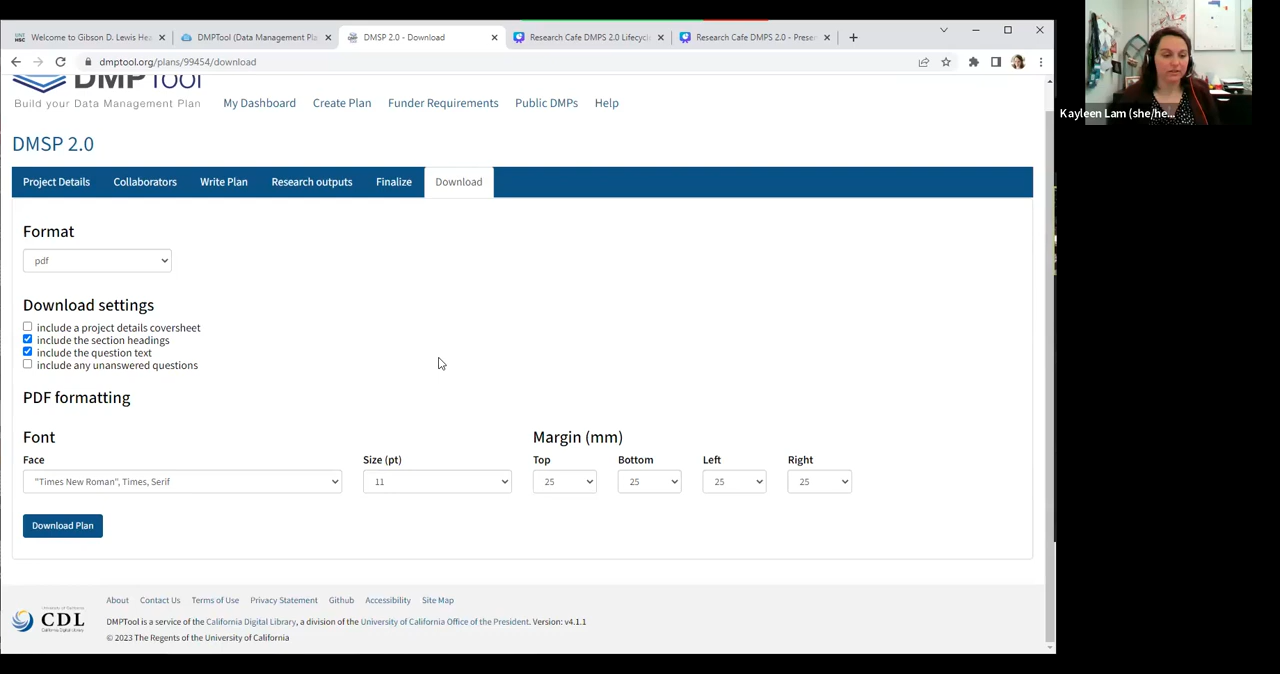 Welcome to Gibson D. Lewis Hea
DMPTool (Data Management Pla
DMSP 2.0 - Download
Research Cafe DMPS 2.0 Lifecycl
Research Cafe DMPS 2.0 - Presen
dmptool.org/plans/99454/download
Kayleen Lam (she/he...
DMPTool
Build your Data Management Plan
My Dashboard Create Plan Funder Requirements Public DMPs Help
DMSP 2.0
Project Details Collaborators Write Plan Research outputs Finalize Download
Format
pdf
Download settings
include a project details coversheet
include the section headings
include the question text
include any unanswered questions
PDF formatting
Font Margin (mm)
Face Size (pt) Top Bottom Left Right
"Times New Roman", Times, Serif 11 25 25 25 25
Download Plan
About Contact Us Terms of Use Privacy Statement Github Accessibility Site Map
CDL
DMPTool is a service of the California Digital Library, a division of the University of California Office of the President. Version: v4.1.1
© 2023 The Regents of the University of California